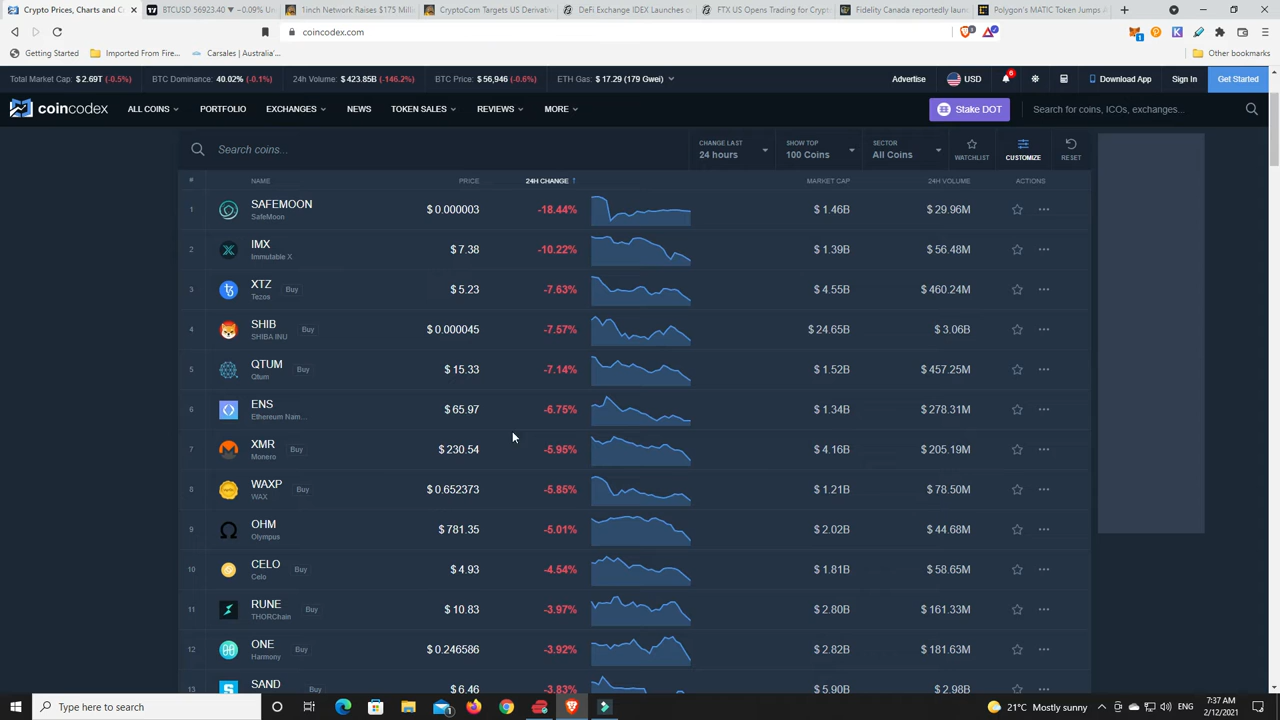 Crypto Prices, Charts and C
BTCUSD 56923.40 ▼ −0.09% Un
1inch Network Raises $175 Milli
CryptoCom Targets US Derivati
DeFi Exchange IDEX Launches o
FTX US Opens Trading for Crypt
Fidelity Canada reportedly laun
Polygon's MATIC Token Jumps A
coincodex.com
Getting Started
Imported From Fire...
Carsales | Australia'...
Other bookmarks
Total Market Cap: $ 2.69T (-0.5%)
BTC Dominance: 40.02% (-0.1%)
24h Volume: $ 423.85B (-146.2%)
BTC Price: $ 56,946 (-0.6%)
ETH Gas: $ 17.29 (179 Gwei)
Advertise
USD
6
Download App
Sign In
Get Started
coincodex
ALL COINS
PORTFOLIO
EXCHANGES
NEWS
TOKEN SALES
REVIEWS
MORE
Stake DOT
Search for coins, ICOs, exchanges...
Search coins...
CHANGE LAST
24 hours
SHOW TOP
100 Coins
SECTOR
All Coins
WATCHLIST
CUSTOMIZE
RESET
# NAME PRICE 24H CHANGE ↑ MARKET CAP 24H VOLUME ACTIONS
1 SAFEMOON $ 0.000003 -18.44% $ 1.46B $ 29.96M
SafeMoon
2 IMX $ 7.38 -10.22% $ 1.39B $ 56.48M
Immutable X
3 XTZ Buy $ 5.23 -7.63% $ 4.55B $ 460.24M
Tezos
4 SHIB Buy $ 0.000045 -7.57% $ 24.65B $ 3.06B
SHIBA INU
5 QTUM Buy $ 15.33 -7.14% $ 1.52B $ 457.25M
Qtum
6 ENS $ 65.97 -6.75% $ 1.34B $ 278.31M
Ethereum Nam...
7 XMR Buy $ 230.54 -5.95% $ 4.16B $ 205.19M
Monero
8 WAXP Buy $ 0.652373 -5.85% $ 1.21B $ 78.50M
WAX
9 OHM $ 781.35 -5.01% $ 2.02B $ 44.68M
Olympus
10 CELO Buy $ 4.93 -4.54% $ 1.81B $ 58.65M
Celo
11 RUNE Buy $ 10.83 -3.97% $ 2.80B $ 161.33M
THORChain
12 ONE Buy $ 0.246586 -3.92% $ 2.82B $ 181.63M
Harmony
13 SAND Buy $ 6.46 -3.83% $ 5.90B $ 2.98B
Type here to search
21°C Mostly sunny
7:37 AM
2/12/2021